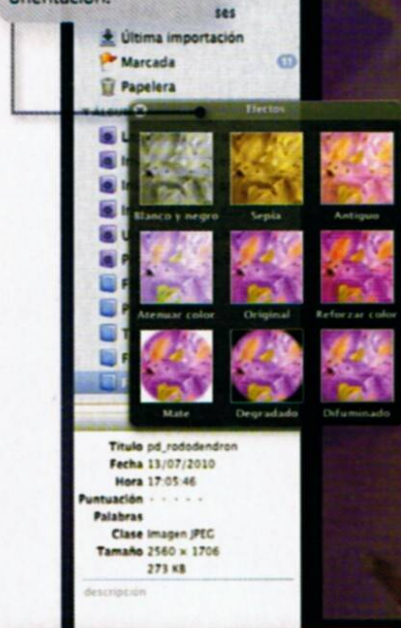 orientación.
ses
Última importación
Marcada 11
Papelera
Efectos
Blanco y negro Sepia Antiguo
Atenuar color Original Reforzar color
Mate Degradado Difuminado
Título pd_rododendron
Fecha 13/07/2010
Hora 17:05:46
Puntuación · · · · ·
Palabras
Clase Imagen JPEG
Tamaño 2560 × 1706
273 KB
descripción